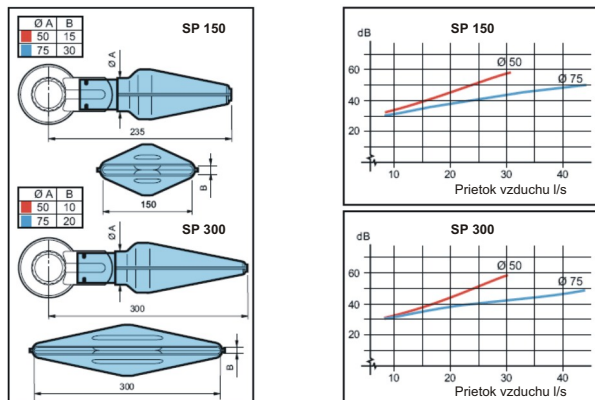 SP 150
Ø A B
50 15
75 30
Ø A
235
B
150
Ø A B
50 10
75 20
Ø A
SP 300
300
B
300
SP 150
dB
Ø 50
Ø 75
60
40
20
10 20 30 40
Prietok vzduchu l/s
SP 300
dB
Ø 50
Ø 75
60
40
20
10 20 30 40
Prietok vzduchu l/s